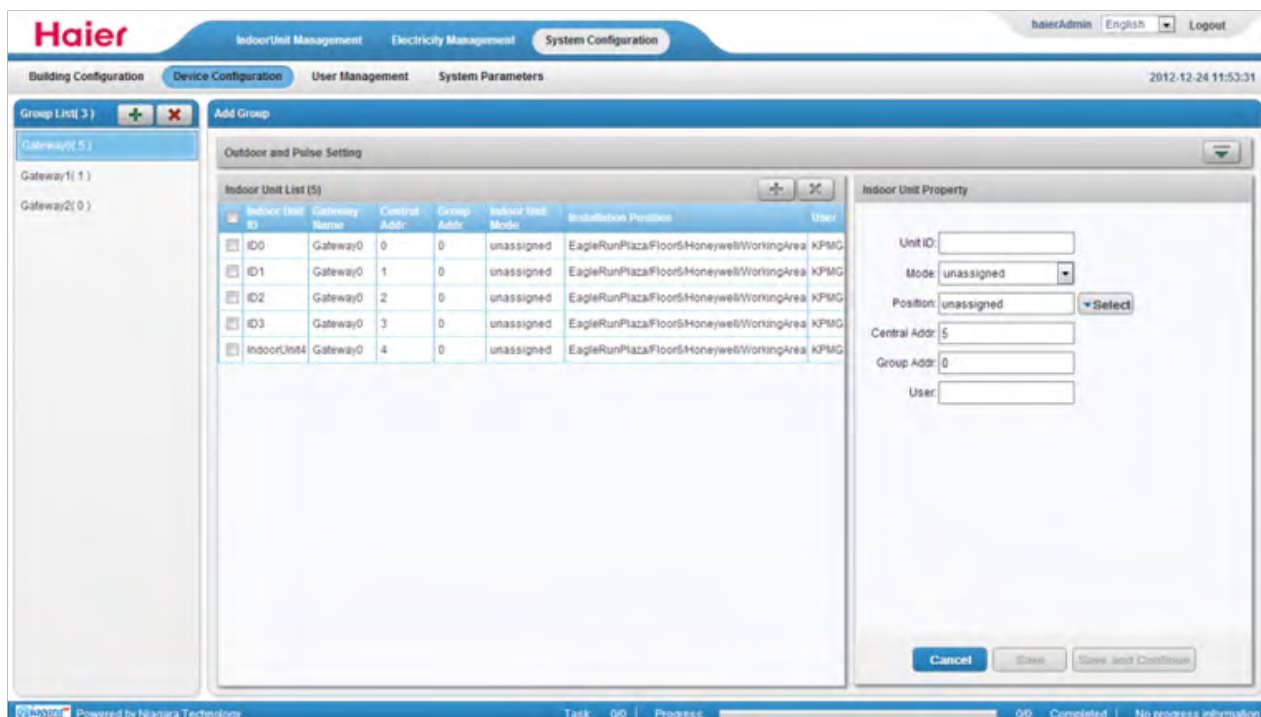 Haier
IndoorUnit Management Electricity Management System Configuration
haierAdmin English Logout
Building Configuration Device Configuration User Management System Parameters 2012-12-24 11:53:31
Group List( 3 )
Gateway0( 5 )
Gateway1( 1 )
Gateway2( 0 )
Add Group
Outdoor and Pulse Setting
Indoor Unit List (5)
Indoor Unit ID Gateway Name Central Addr Group Addr Indoor Unit Mode Installation Position User
ID0 Gateway0 0 0 unassigned EagleRunPlaza/Floor6/Honeywell/WorkingArea KPMG
ID1 Gateway0 1 0 unassigned EagleRunPlaza/Floor6/Honeywell/WorkingArea KPMG
ID2 Gateway0 2 0 unassigned EagleRunPlaza/Floor6/Honeywell/WorkingArea KPMG
ID3 Gateway0 3 0 unassigned EagleRunPlaza/Floor6/Honeywell/WorkingArea KPMG
IndoorUnit4 Gateway0 4 0 unassigned EagleRunPlaza/Floor6/Honeywell/WorkingArea KPMG
Indoor Unit Property
Unit ID:
Mode: unassigned
Position: unassigned Select
Central Addr: 5
Group Addr: 0
User:
Cancel Save Save and Continue
Powered by Niagara Technology Task 0/0 Progress 0/0 Completed No progress information